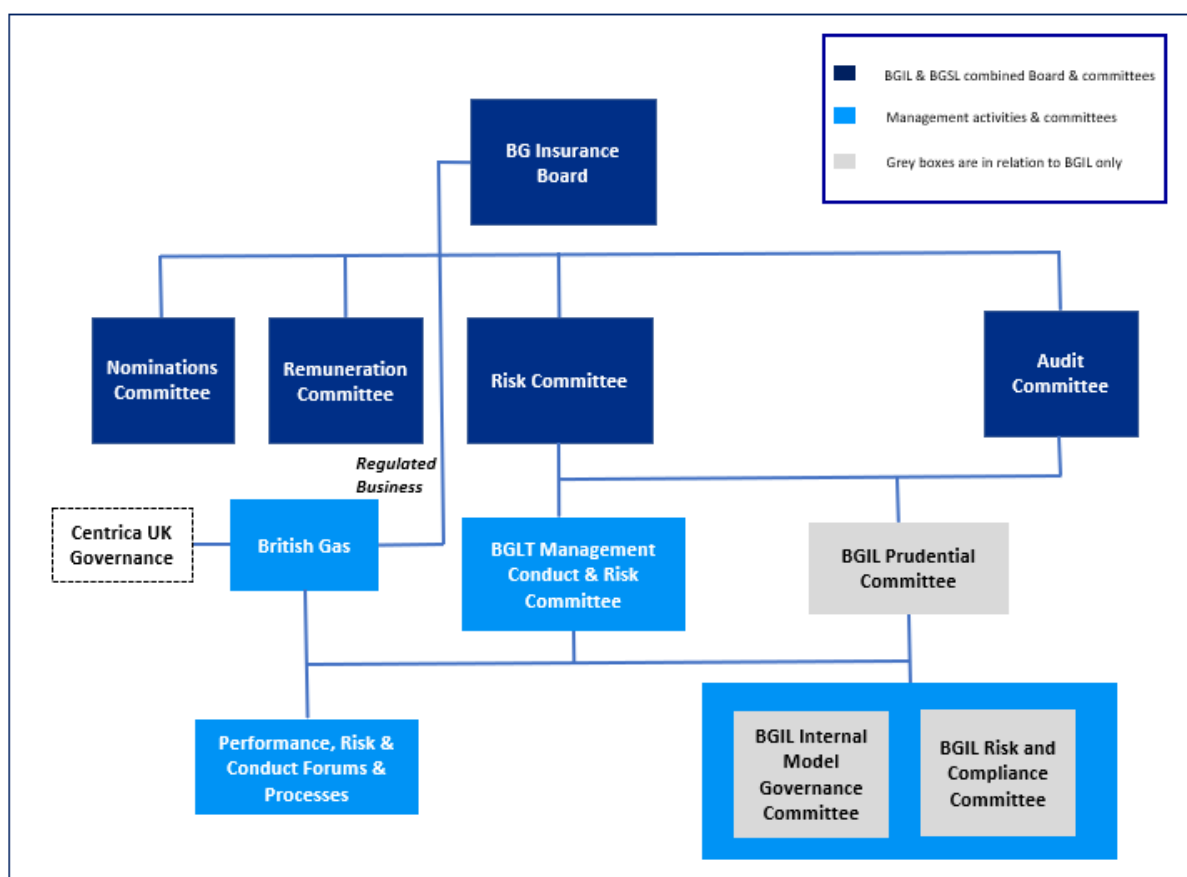 BGIL & BGSL combined Board & committees
Management activities & committees
Grey boxes are in relation to BGIL only
BG Insurance
Board
Nominations
Committee
Remuneration
Committee
Risk Committee
Audit
Committee
Regulated
Business
Centrica UK
Governance
British Gas
BGLT Management
Conduct & Risk
Committee
BGIL Prudential
Committee
Performance, Risk &
Conduct Forums &
Processes
BGIL Internal
Model
Governance
Committee
BGIL Risk and
Compliance
Committee